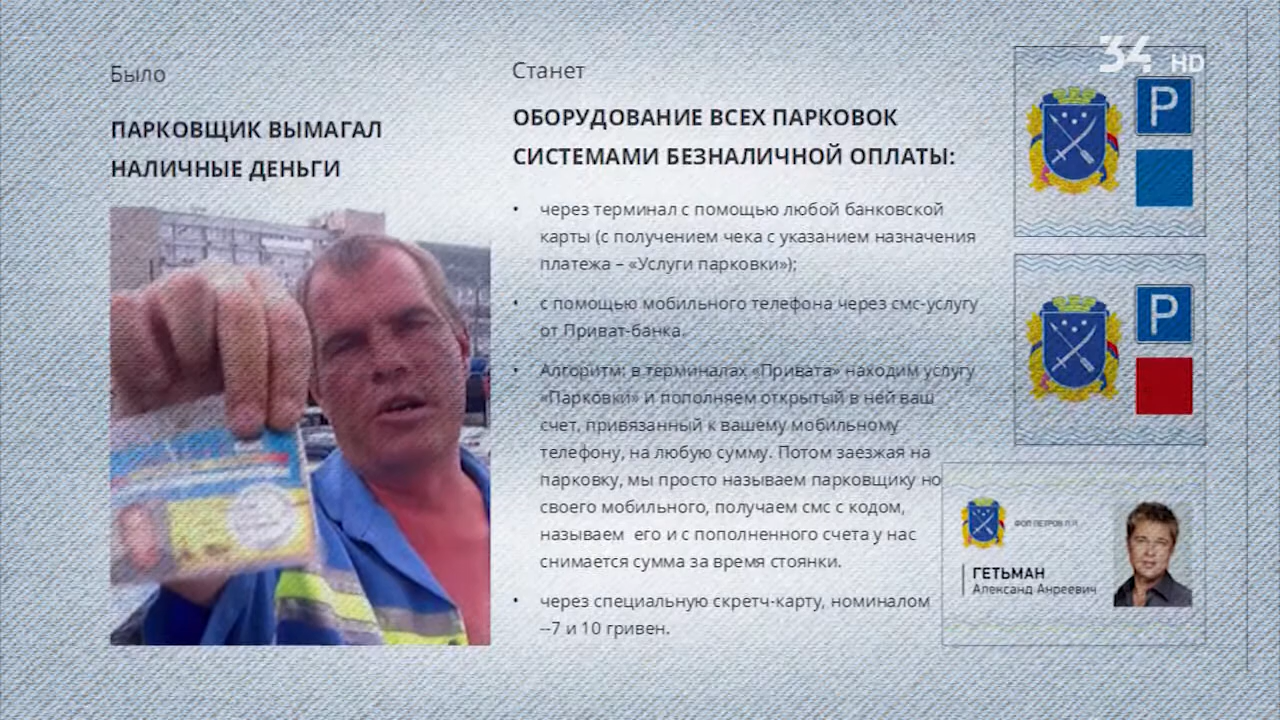 34 HD
Было
ПАРКОВЩИК ВЫМАГАЛ
НАЛИЧНЫЕ ДЕНЬГИ
Станет
ОБОРУДОВАНИЕ ВСЕХ ПАРКОВОК
СИСТЕМАМИ БЕЗНАЛИЧНОЙ ОПЛАТЫ:
• через терминал с помощью любой банковской
карты (с получением чека с указанием назначения
платежа – «Услуги парковки»);
• с помощью мобильного телефона через смс-услугу
от Приват-банка.
• Алгоритм: в терминалах «Привата» находим услугу
«Парковки» и пополняем открытый в ней ваш
счет, привязанный к вашему мобильному
телефону, на любую сумму. Потом заезжая на
парковку, мы просто называем парковщику но
своего мобильного, получаем смс с кодом,
называем его и с пополненного счета у нас
снимается сумма за время стоянки.
• через специальную скретч-карту, номиналом
--7 и 10 гривен.
P
P
ФОП ПЕТРОВ П.П.
ГЕТЬМАН
Александ Анреевич